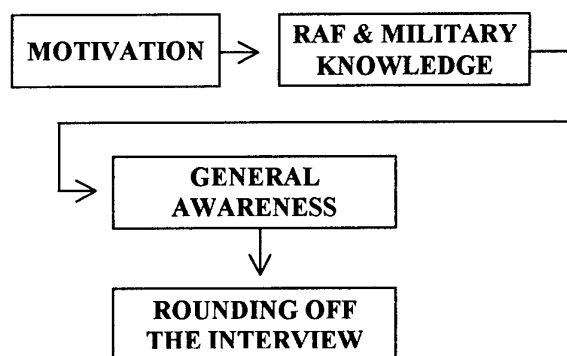 MOTIVATION
RAF & MILITARY
KNOWLEDGE
GENERAL
AWARENESS
ROUNDING OFF
THE INTERVIEW